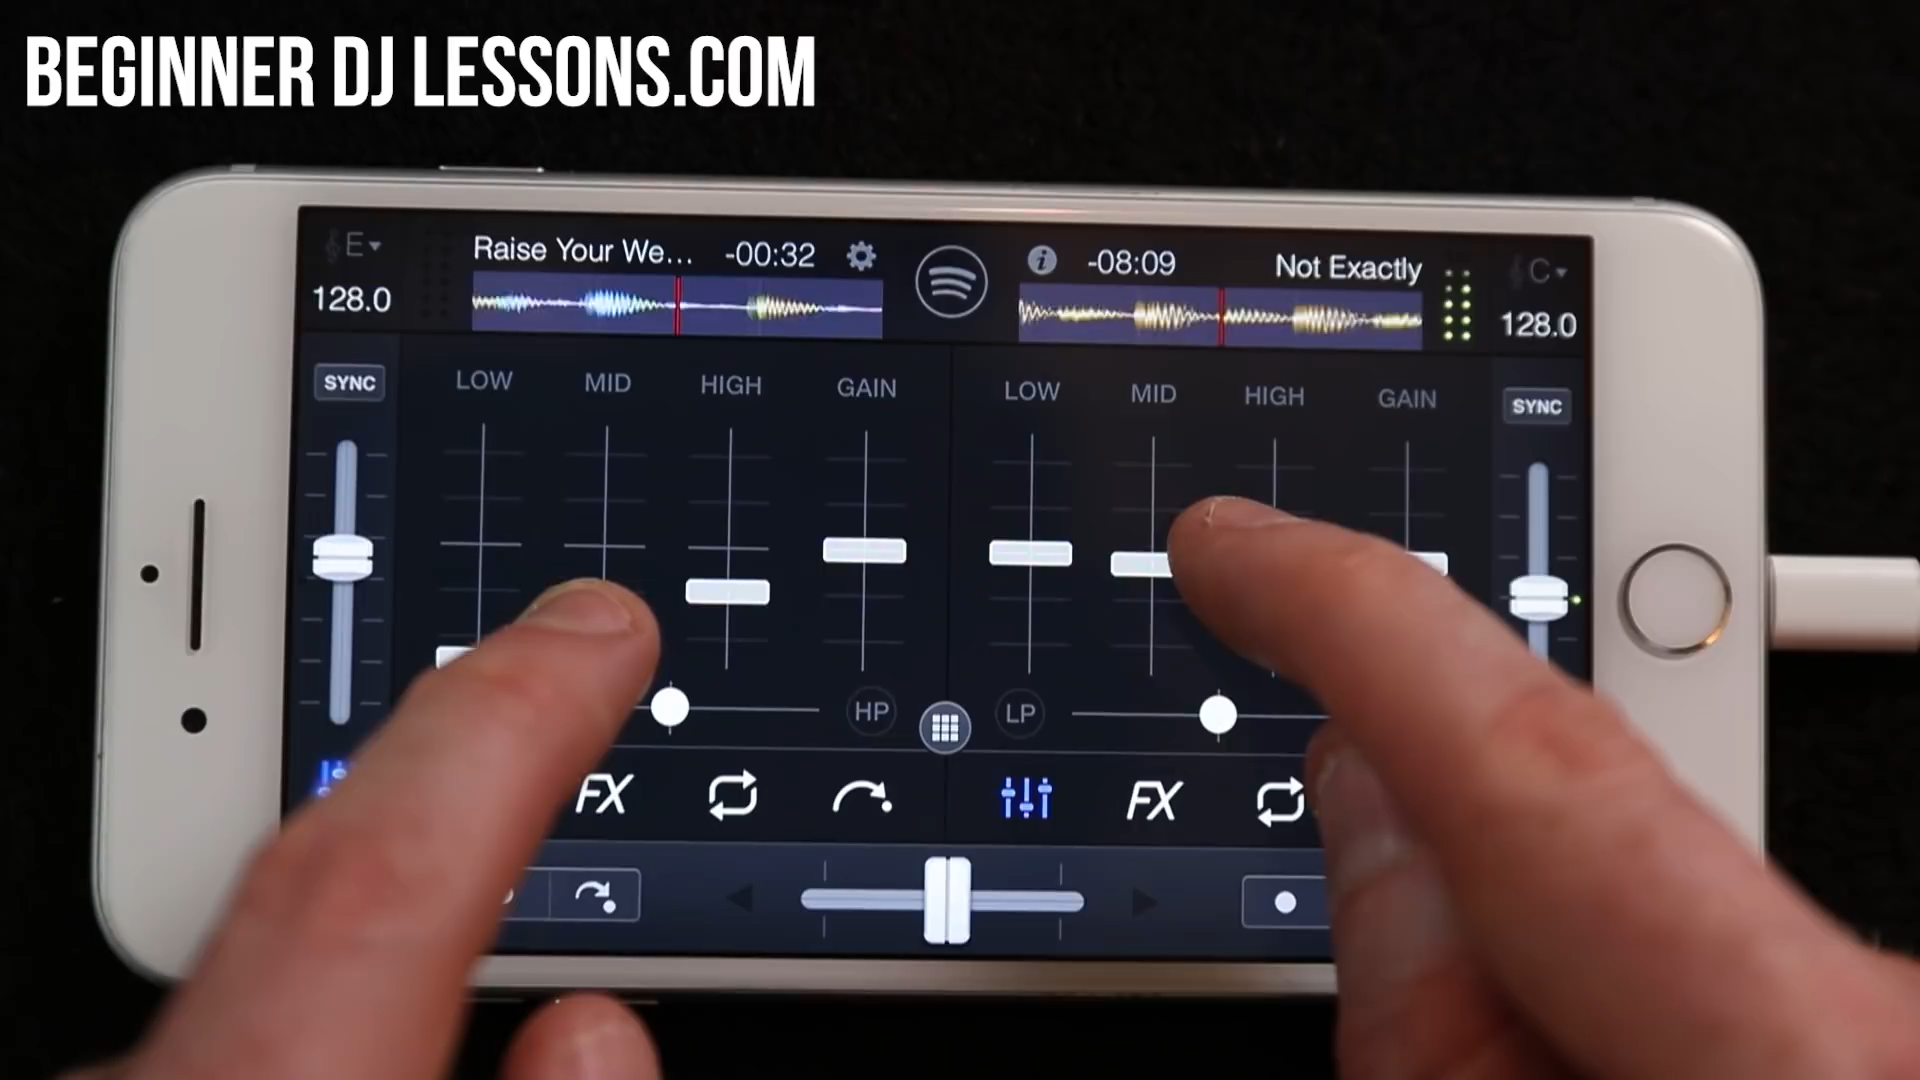 BEGINNER DJ LESSONS.COM
E Raise Your We... -00:32 -08:09 Not Exactly C
128.0 128.0
SYNC LOW MID HIGH GAIN LOW MID HIGH GAIN SYNC
HP LP
FX FX